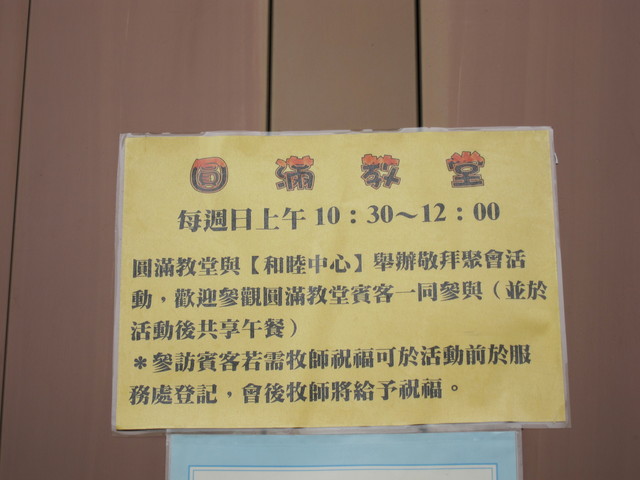 圓滿教堂
每週日上午 10：30～12：00
圓滿教堂與【和睦中心】舉辦敬拜聚會活
動，歡迎參觀圓滿教堂賓客一同參與（並於
活動後共享午餐）
＊參訪賓客若需牧師祝福可於活動前於服
務處登記，會後牧師將給予祝福。